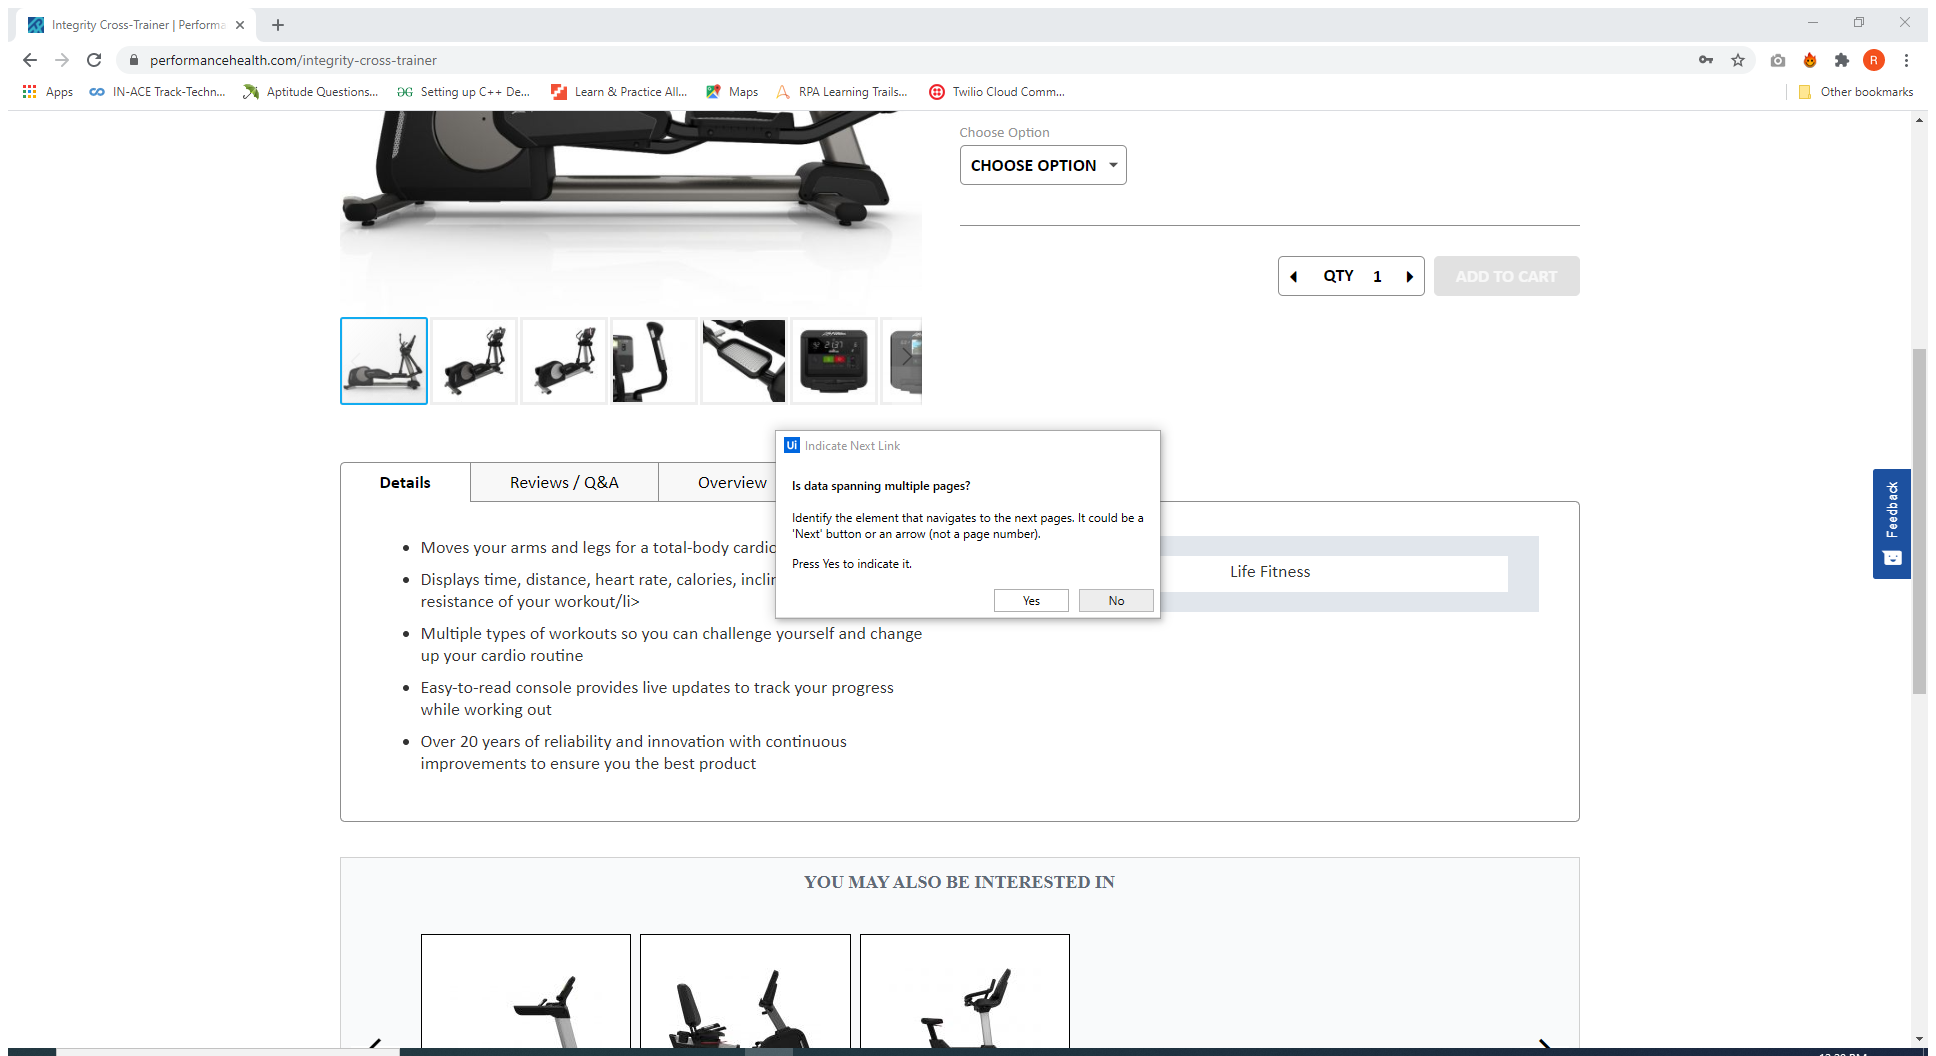 Integrity Cross-Trainer | Performa
performancehealth.com/integrity-cross-trainer
R
Apps
IN-ACE Track-Techn...
Aptitude Questions...
Setting up C++ De...
Learn & Practice All...
Maps
RPA Learning Trails...
Twilio Cloud Comm...
Other bookmarks
Choose Option
CHOOSE OPTION
QTY 1
ADD TO CART
Ui Indicate Next Link
Is data spanning multiple pages?
Identify the element that navigates to the next pages. It could be a
'Next' button or an arrow (not a page number).
Press Yes to indicate it.
Yes
No
Details
Reviews / Q&A
Overview
Moves your arms and legs for a total-body cardio
Displays time, distance, heart rate, calories, inclin
resistance of your workout/li>
Multiple types of workouts so you can challenge yourself and change
up your cardio routine
Easy-to-read console provides live updates to track your progress
while working out
Over 20 years of reliability and innovation with continuous
improvements to ensure you the best product
Life Fitness
Feedback
YOU MAY ALSO BE INTERESTED IN